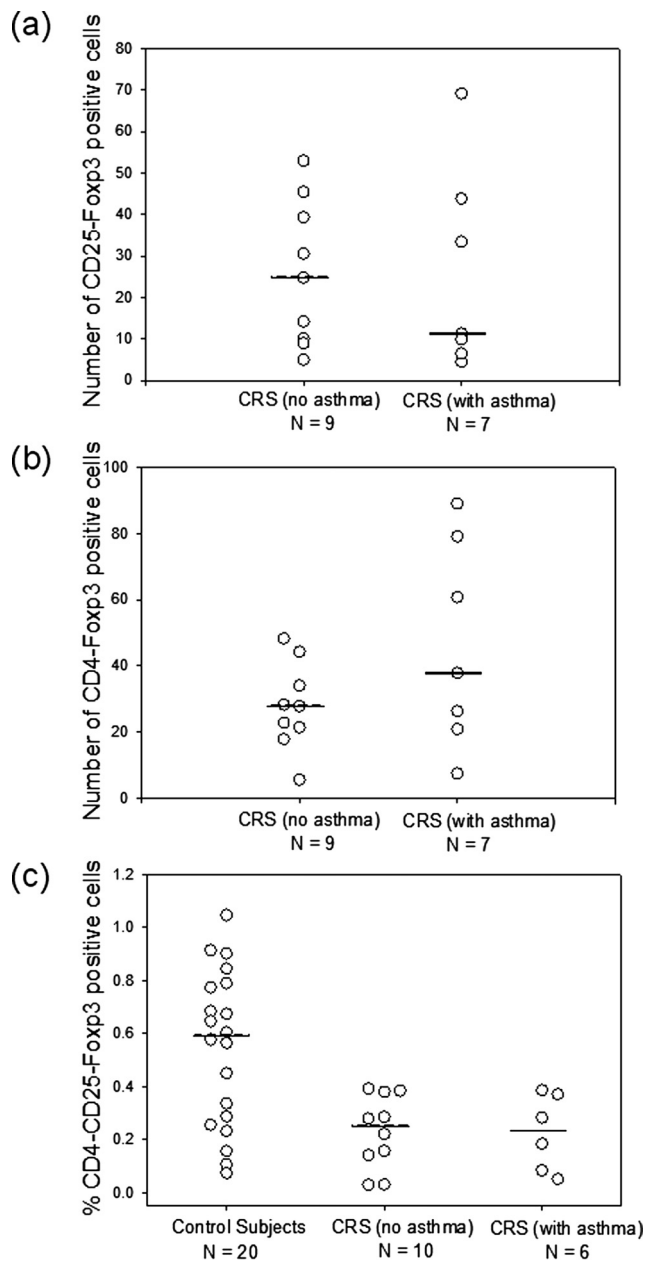 (a)
Number of CD25-Foxp3 positive cells
80
70
60
50
40
30
20
10
0
CRS (no asthma)
N = 9
CRS (with asthma)
N = 7
(b)
Number of CD4-Foxp3 positive cells
100
80
60
40
20
0
CRS (no asthma)
N = 9
CRS (with asthma)
N = 7
(c)
% CD4-CD25-Foxp3 positive cells
1.2
1.0
0.8
0.6
0.4
0.2
0.0
Control Subjects
N = 20
CRS (no asthma)
N = 10
CRS (with asthma)
N = 6